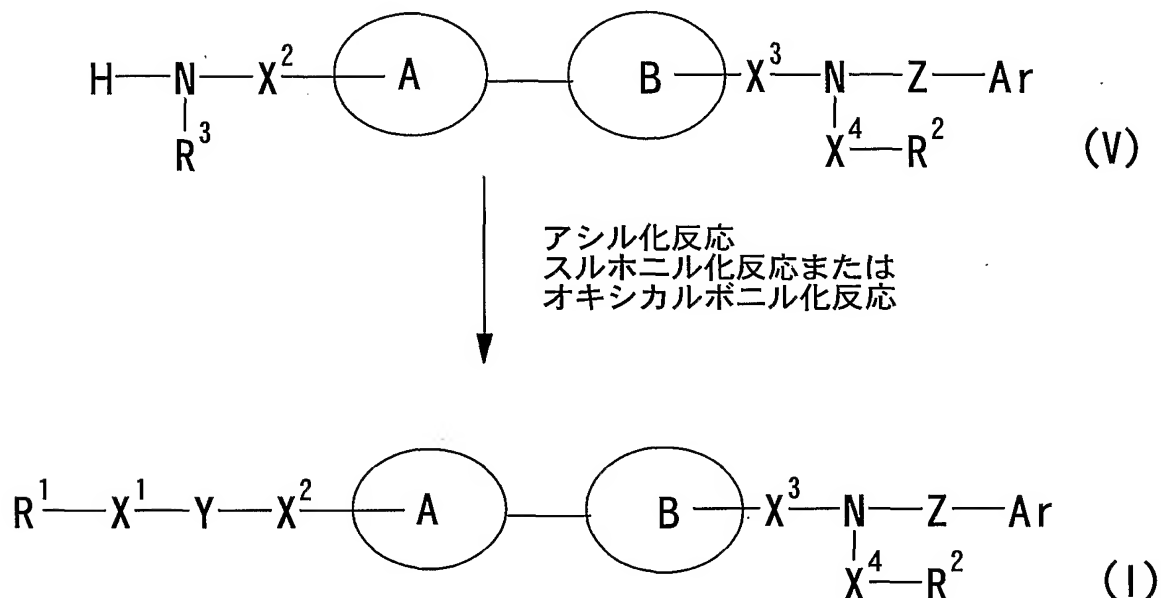 H—N—X² A B X³—N—Z—Ar
R³ X⁴—R² (V)
アシル化反応
スルホニル化反応または
オキシカルボニル化反応
R¹—X¹—Y—X² A B X³—N—Z—Ar
X⁴—R² (I)